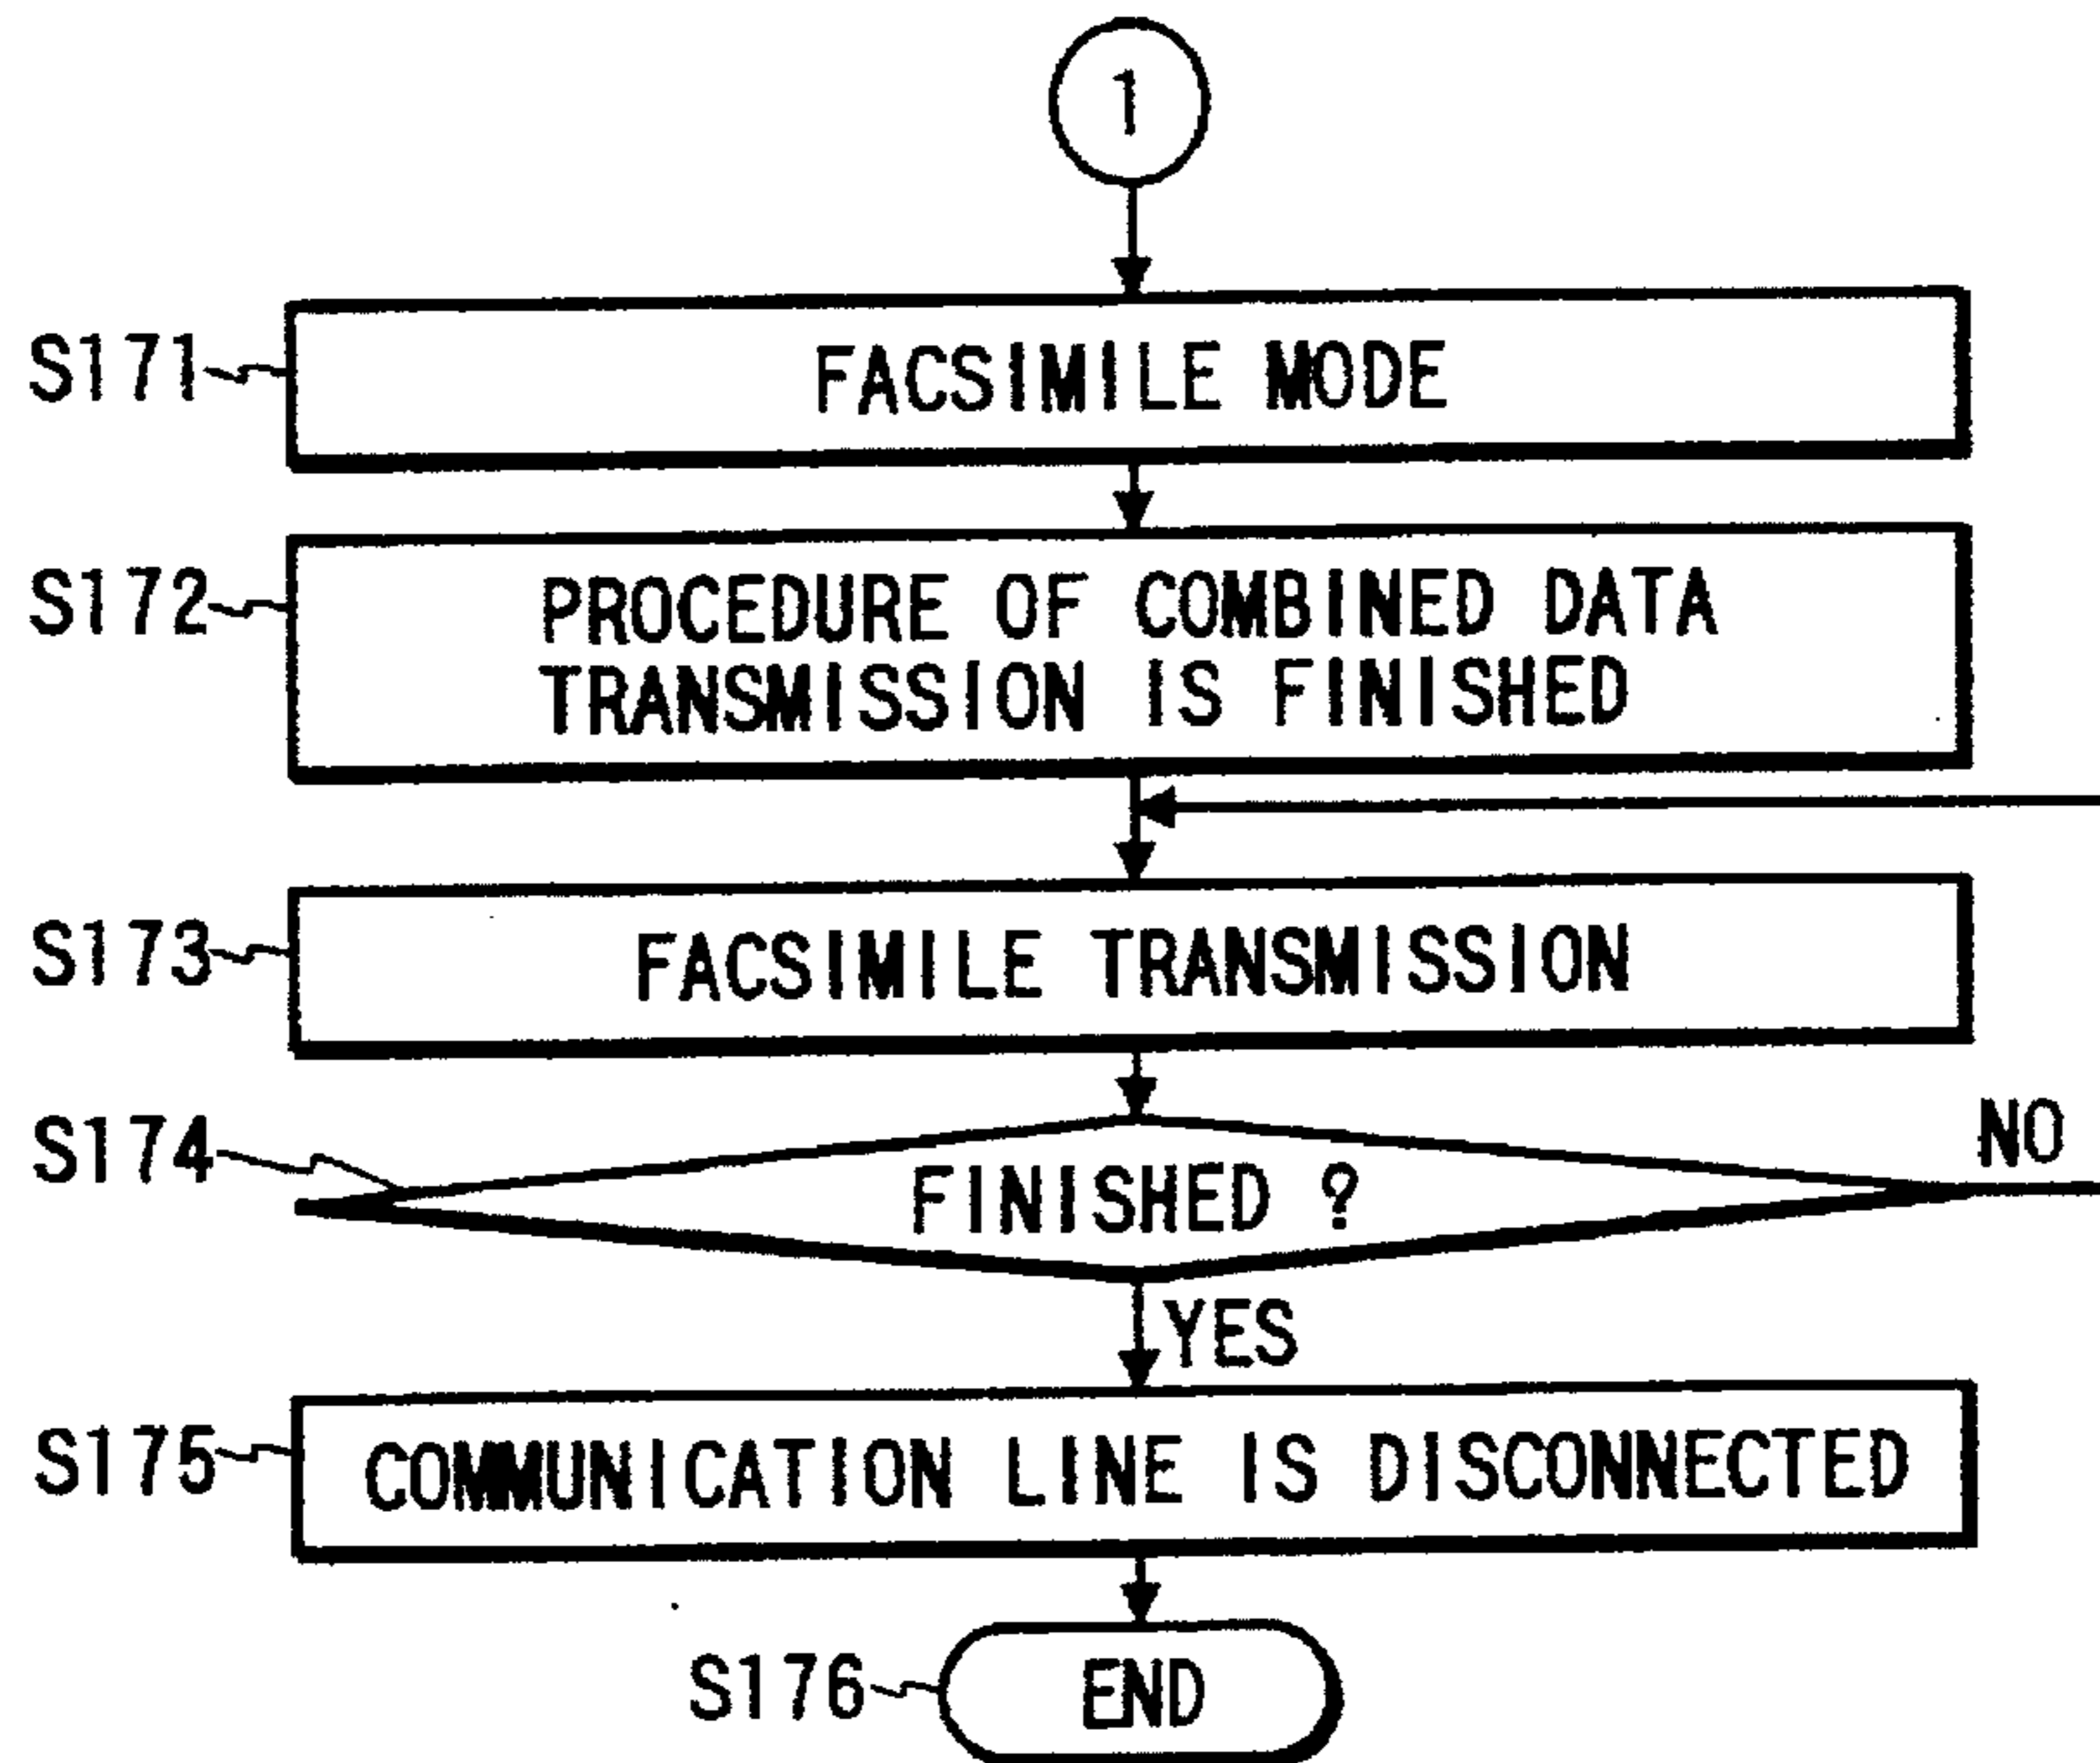 1
S171
FACSIMILE MODE
S172
PROCEDURE OF COMBINED DATA
TRANSMISSION IS FINISHED
S173
FACSIMILE TRANSMISSION
S174
FINISHED ?
NO
YES
S175
COMMUNICATION LINE IS DISCONNECTED
S176
END